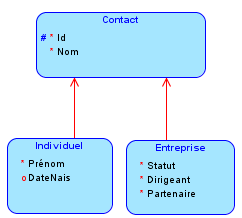 Contact
# * Id
* Nom
Individuel
* Prénom
o DateNais
Entreprise
* Statut
* Dirigeant
* Partenaire